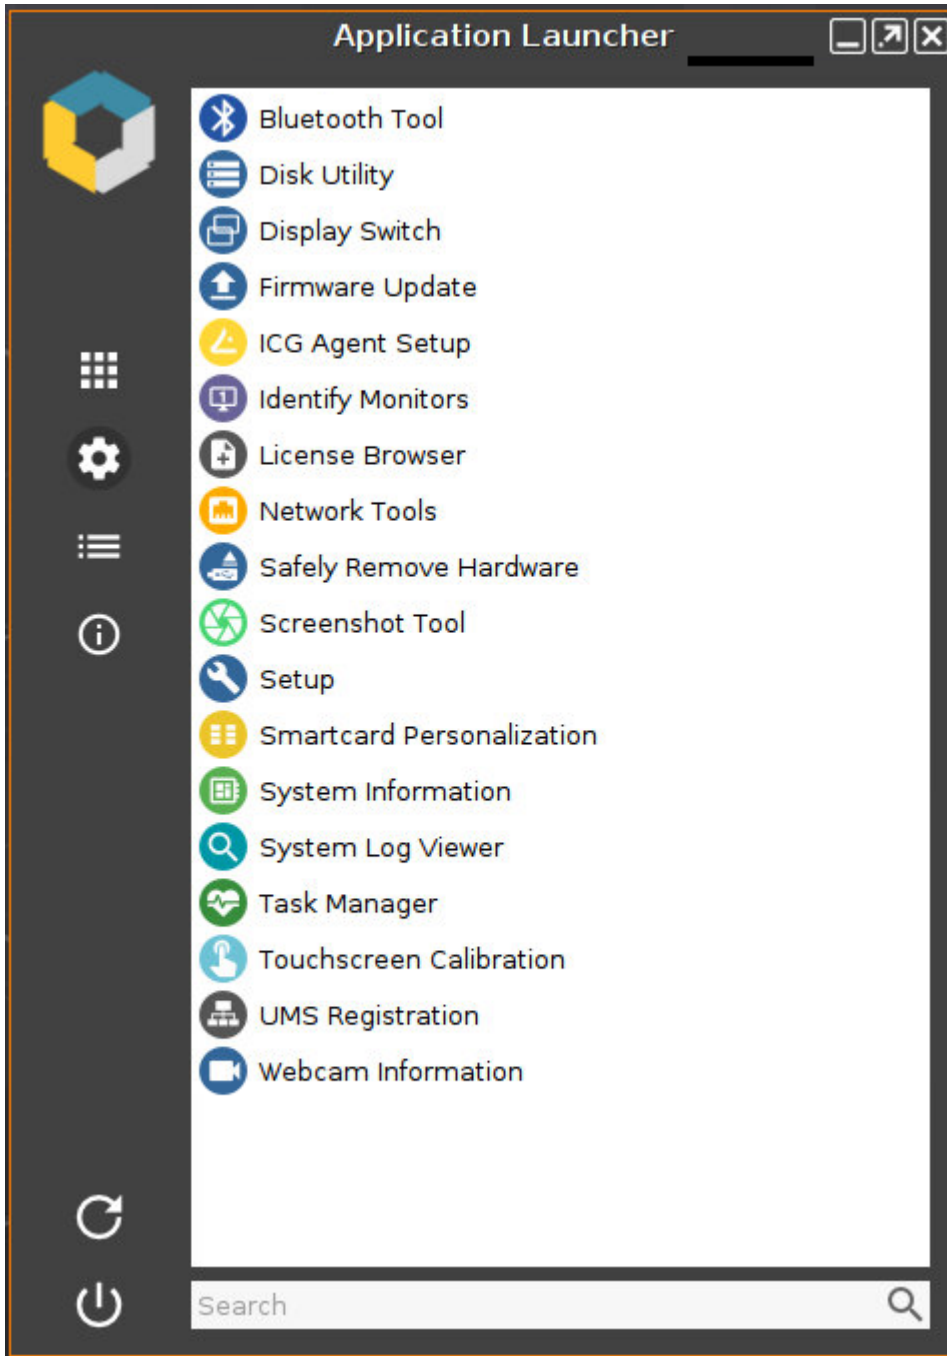 Application Launcher
Bluetooth Tool
Disk Utility
Display Switch
Firmware Update
ICG Agent Setup
Identify Monitors
License Browser
Network Tools
Safely Remove Hardware
Screenshot Tool
Setup
Smartcard Personalization
System Information
System Log Viewer
Task Manager
Touchscreen Calibration
UMS Registration
Webcam Information
Search